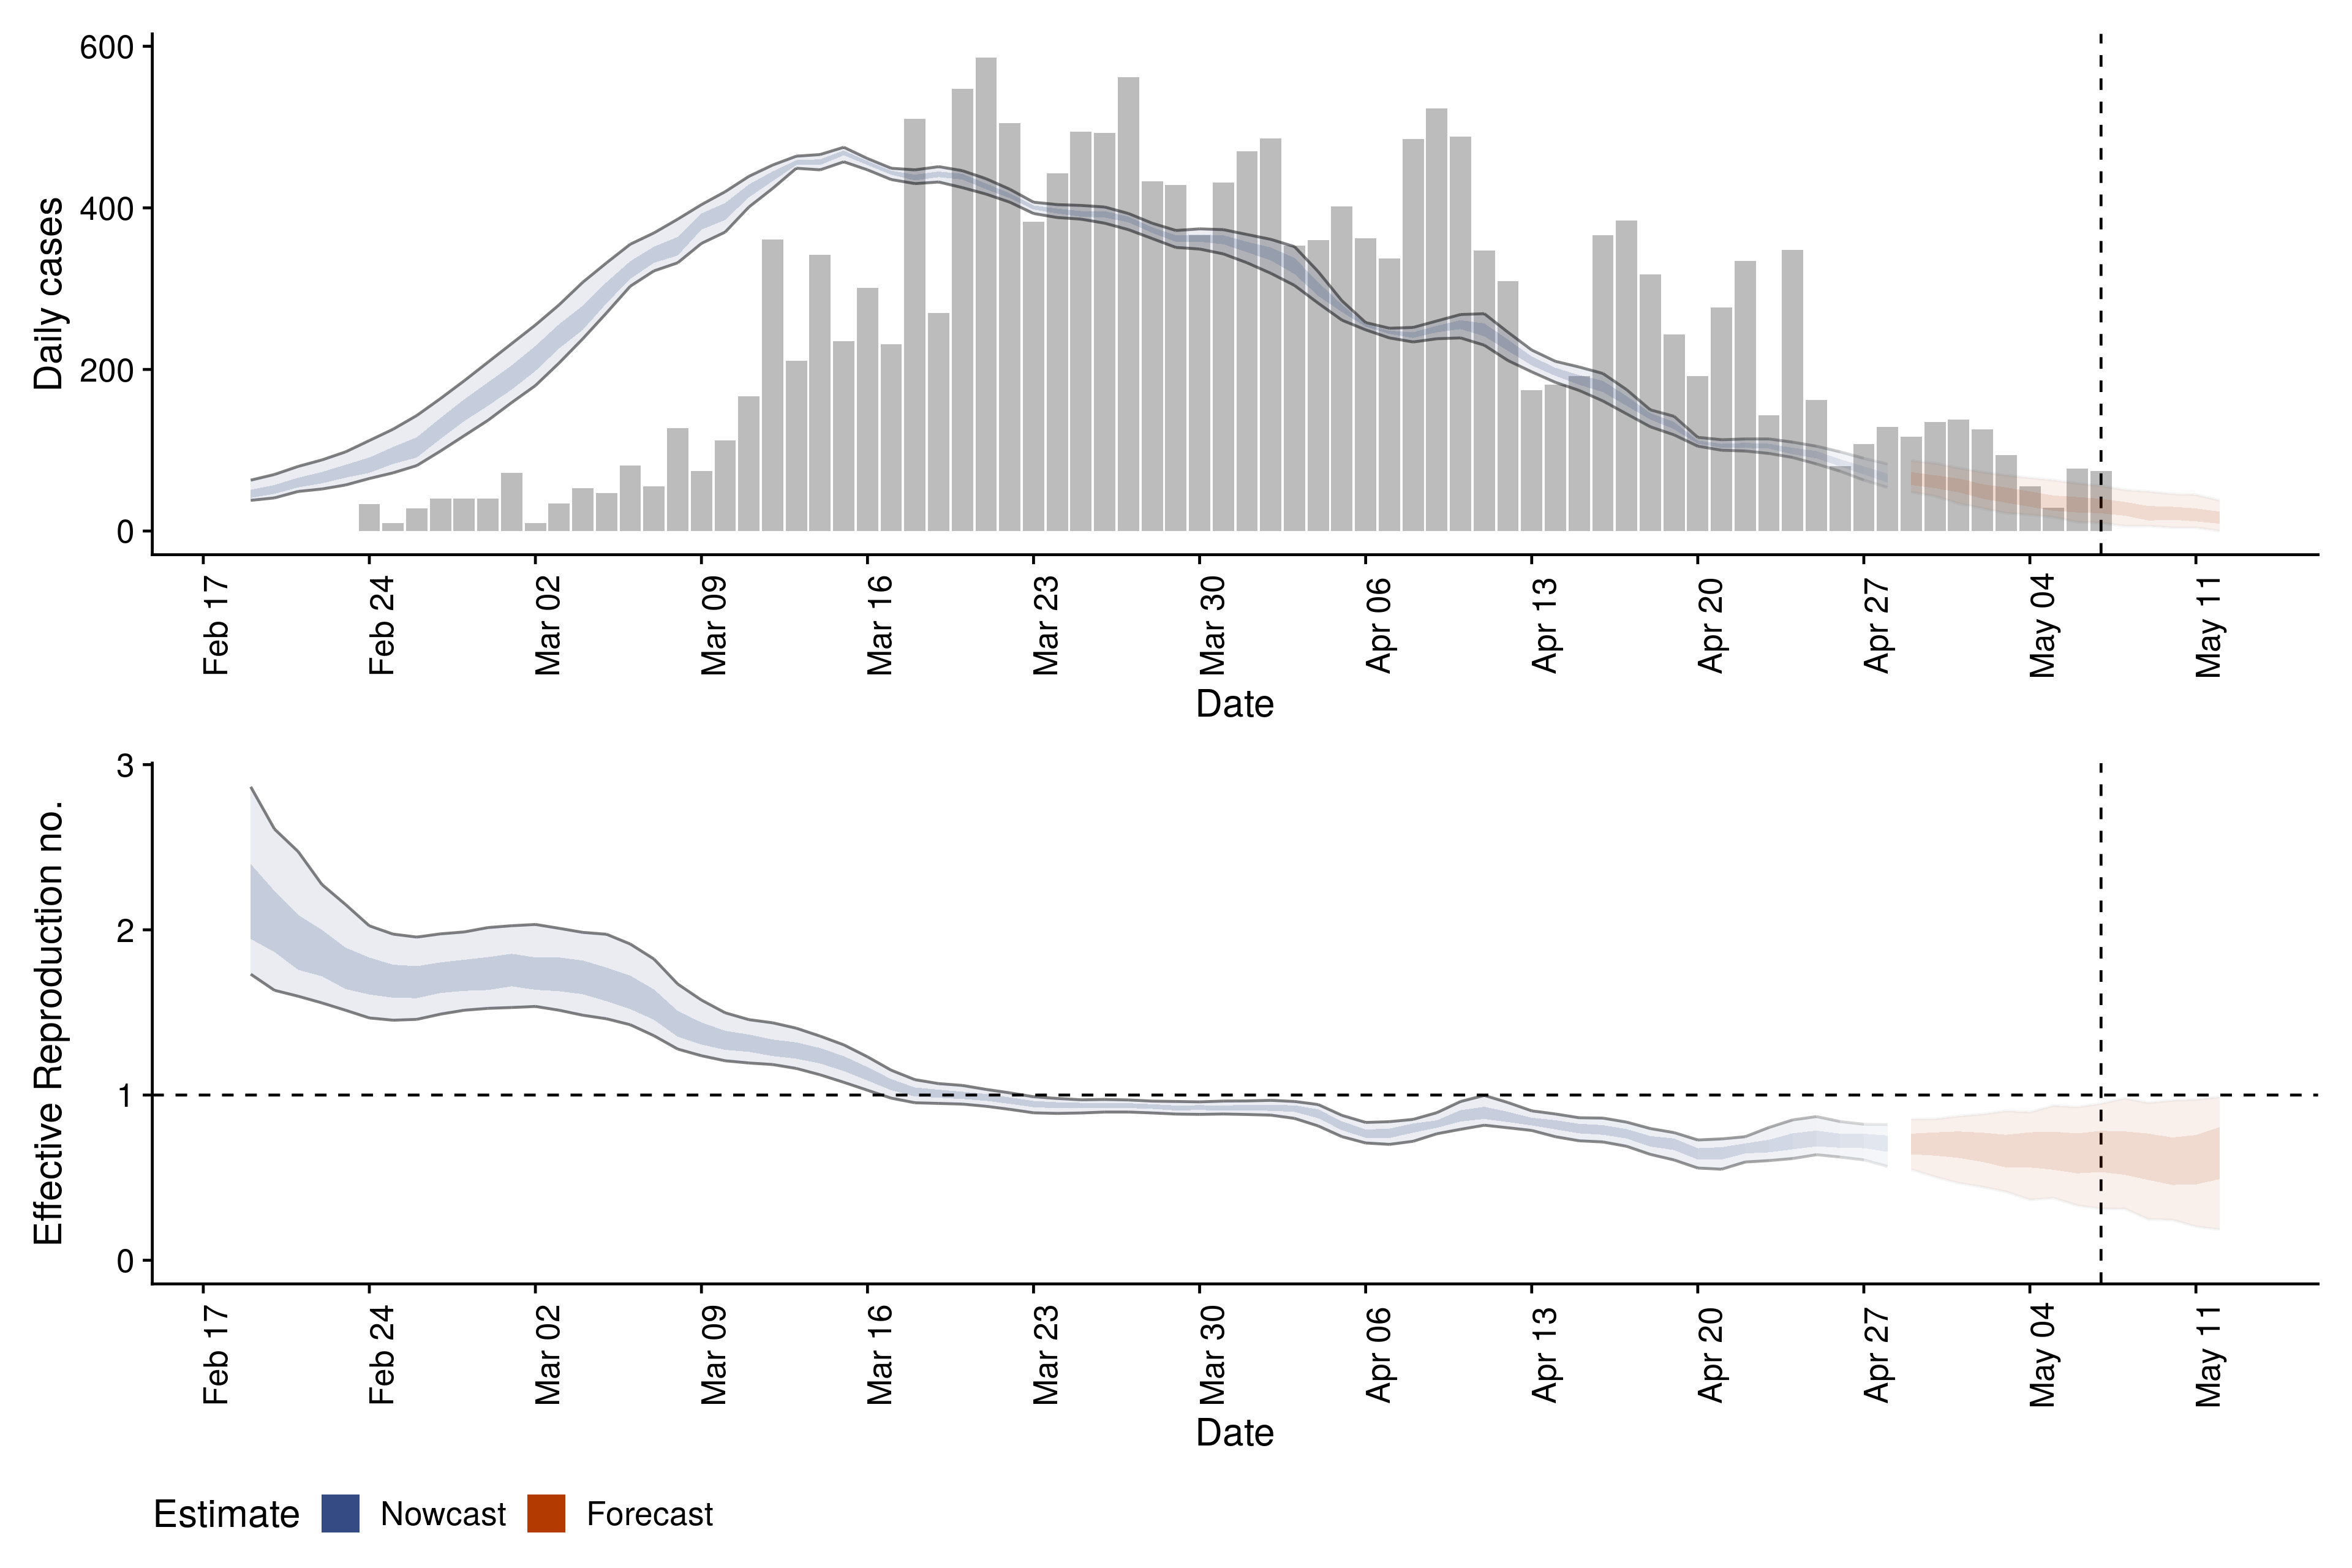 Daily cases
600
400
200
0
Feb 17
Feb 24
Mar 02
Mar 09
Mar 16
Mar 23
Mar 30
Apr 06
Apr 13
Apr 20
Apr 27
May 04
May 11
Date
Effective Reproduction no.
3
2
1
0
Feb 17
Feb 24
Mar 02
Mar 09
Mar 16
Mar 23
Mar 30
Apr 06
Apr 13
Apr 20
Apr 27
May 04
May 11
Date
Estimate Nowcast Forecast